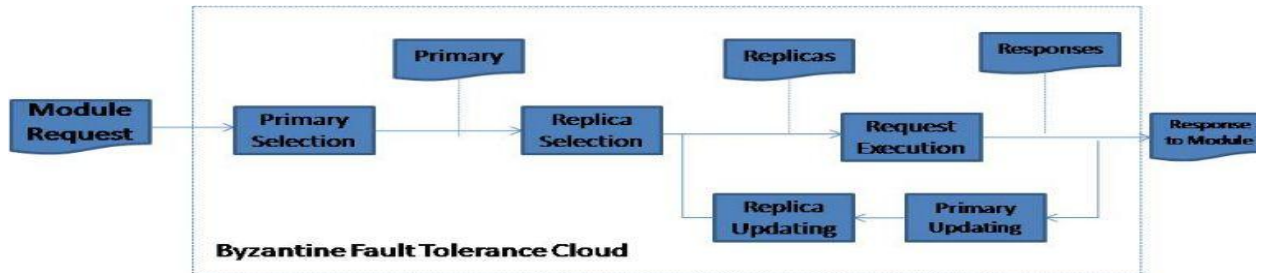 Primary
Replicas
Responses
Module
Request
Primary
Selection
Replica
Selection
Request
Execution
Response
to Module
Replica
Updating
Primary
Updating
Byzantine Fault Tolerance Cloud